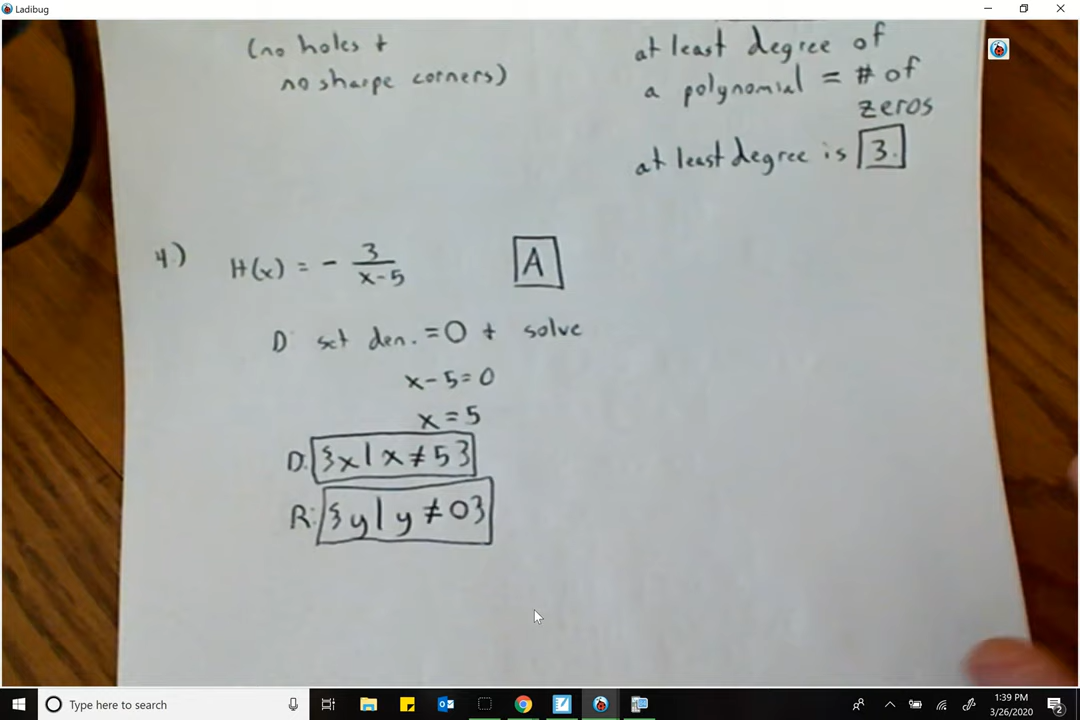 Ladibug
(no holes +
no sharpe corners)
at least degree of
a polynomial = # of
zeros
at least degree is 3.
4.) H(x) = - 3/(x-5) A
D: set den. = 0 + solve
x-5=0
x=5
D: {x| x≠5}
R: {y| y≠0}
Type here to search
1:39 PM
3/26/2020
2